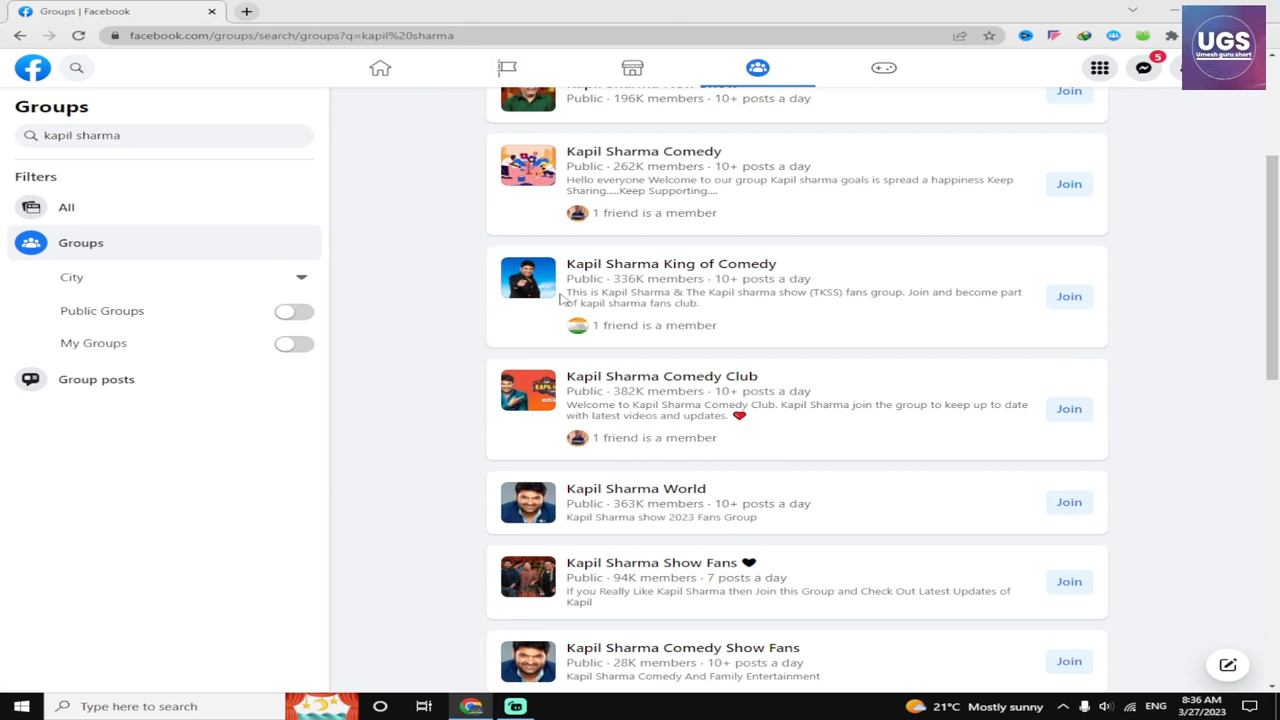 Groups | Facebook
facebook.com/groups/search/groups?q=kapil%20sharma
UGS
Umesh guru short
5
Groups
kapil sharma
Filters
All
Groups
City
Public Groups
My Groups
Group posts
Public · 196K members · 10+ posts a day
Join
Kapil Sharma Comedy
Public · 262K members · 10+ posts a day
Hello everyone Welcome to our group Kapil sharma goals is spread a happiness Keep
Sharing.....Keep Supporting....
1 friend is a member
Join
Kapil Sharma King of Comedy
Public · 336K members · 10+ posts a day
This is Kapil Sharma & The Kapil sharma show (TKSS) fans group. Join and become part
of kapil sharma fans club.
1 friend is a member
Join
Kapil Sharma Comedy Club
Public · 382K members · 10+ posts a day
Welcome to Kapil Sharma Comedy Club. Kapil Sharma join the group to keep up to date
with latest videos and updates. ❤
1 friend is a member
Join
Kapil Sharma World
Public · 363K members · 10+ posts a day
Kapil Sharma show 2023 Fans Group
Join
Kapil Sharma Show Fans 🖤
Public · 94K members · 7 posts a day
If you Really Like Kapil Sharma then Join this Group and Check Out Latest Updates of
Kapil
Join
Kapil Sharma Comedy Show Fans
Public · 28K members · 10+ posts a day
Kapil Sharma Comedy And Family Entertainment
Join
Type here to search
21°C Mostly sunny
ENG
8:36 AM
3/27/2023